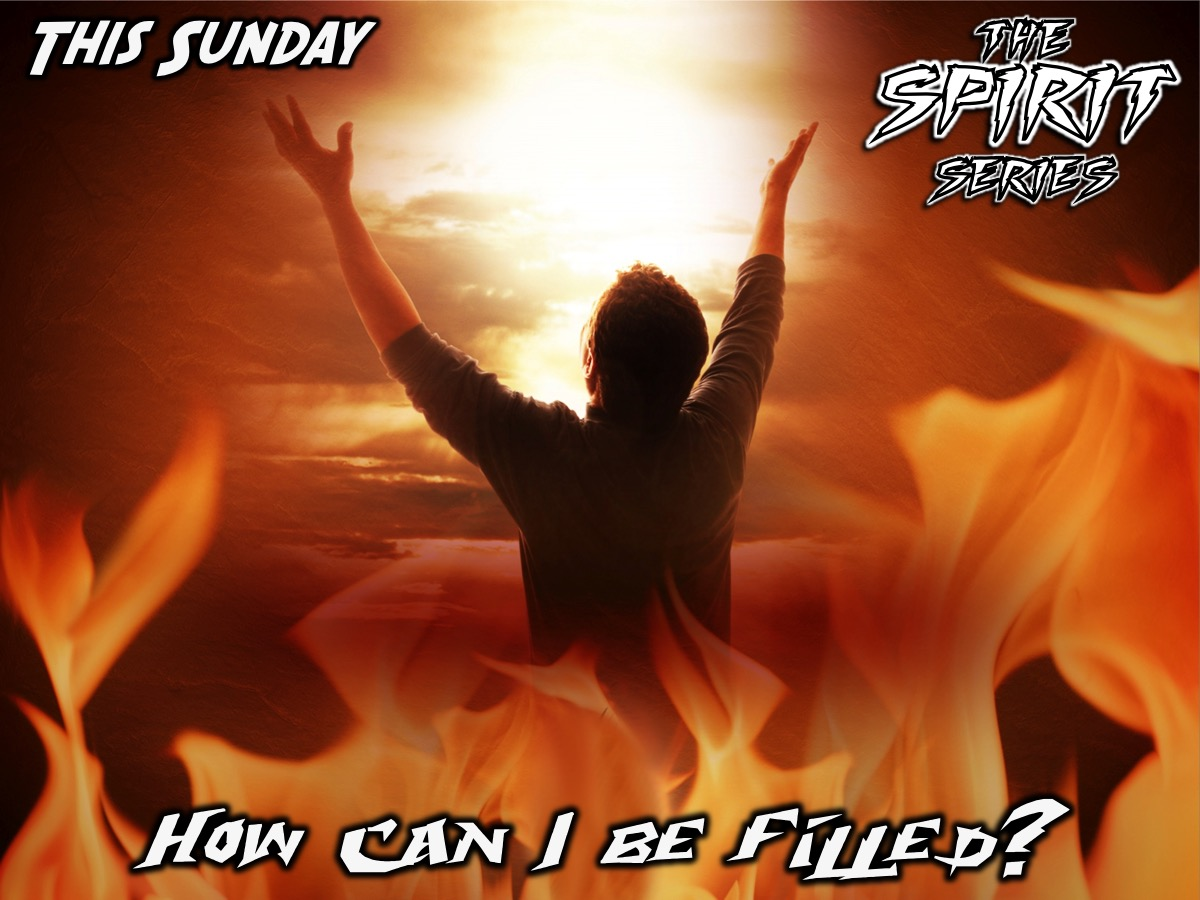 This Sunday
THE
SPIRIT
SERIES
How Can I be Filled?